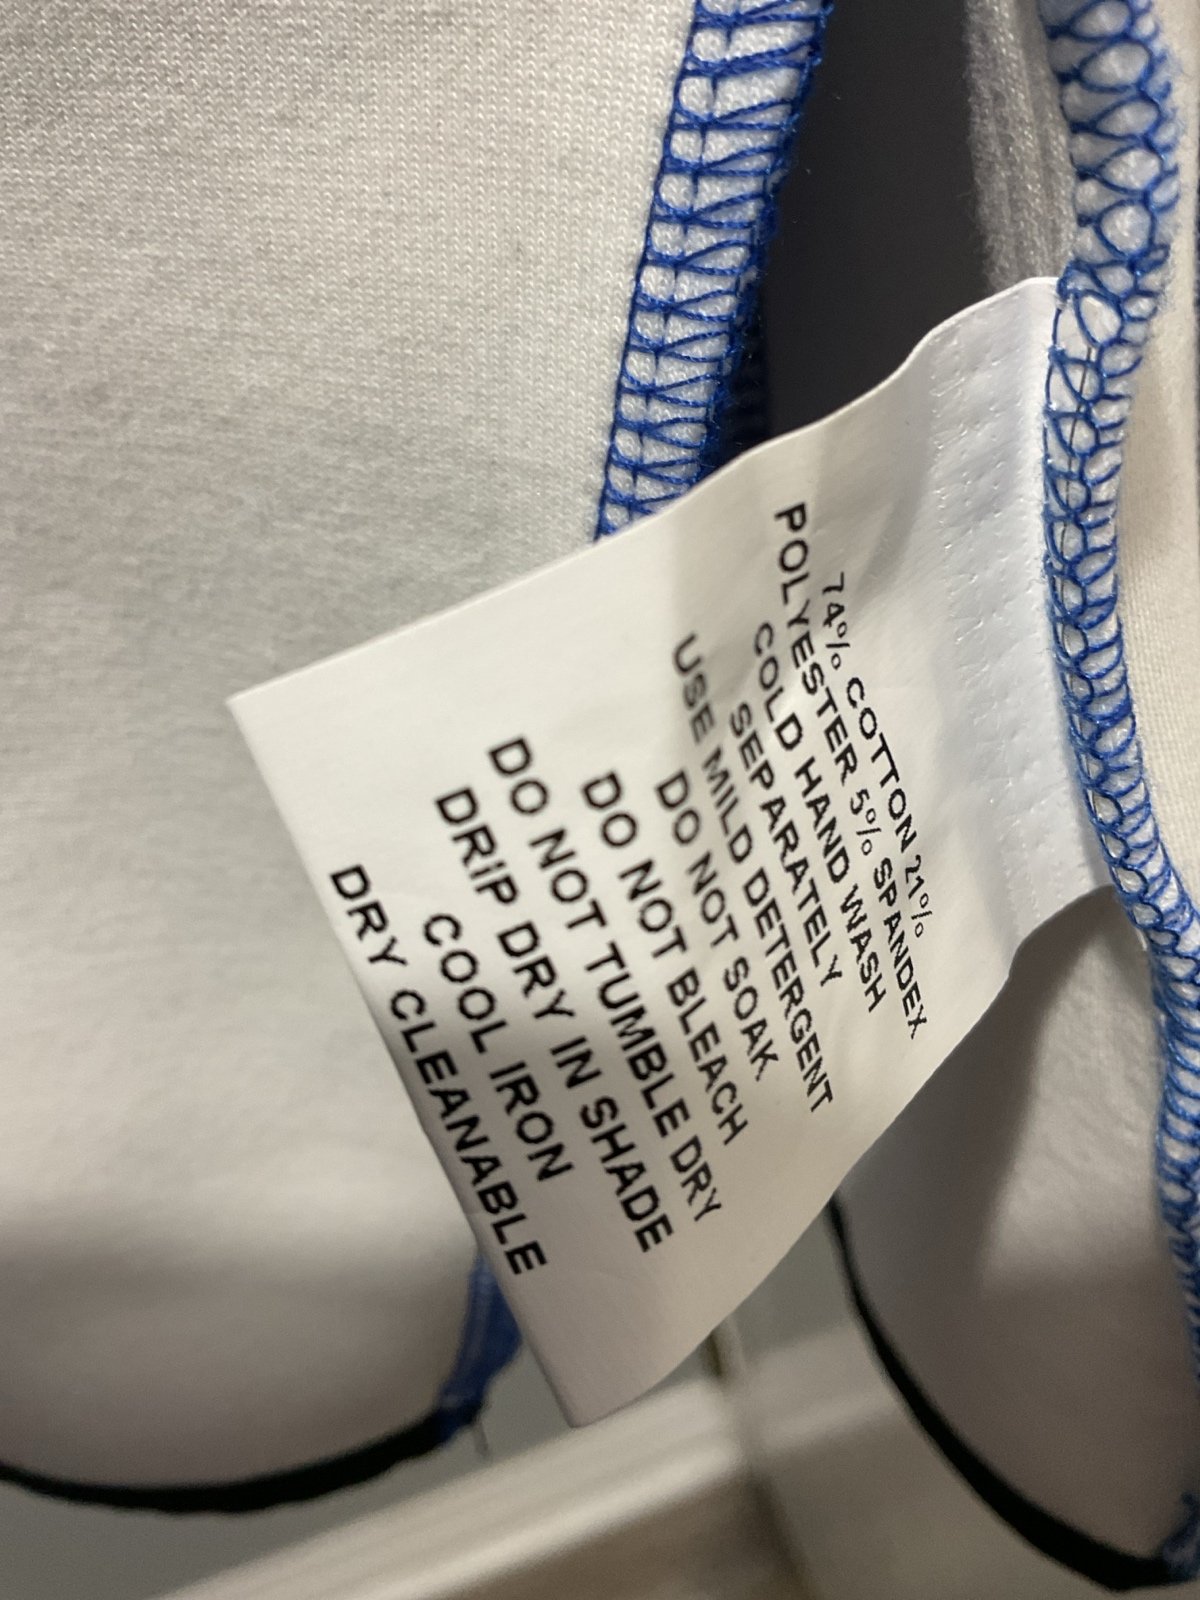 74% COTTON 21%
POLYESTER 5% SPANDEX
COLD HAND WASH
SEPARATELY
USE MILD DETERGENT
DO NOT SOAK
DO NOT BLEACH
DO NOT TUMBLE DRY
DRIP DRY IN SHADE
COOL IRON
DRY CLEANABLE